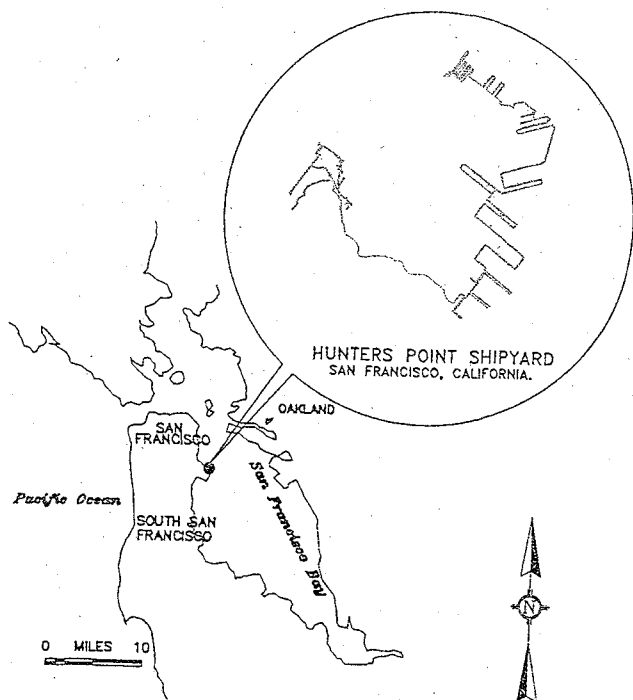 HUNTERS POINT SHIPYARD
SAN FRANCISCO, CALIFORNIA.
OAKLAND
SAN
FRANCISCO
San Francisco Bay
Pacific Ocean
SOUTH SAN
FRANCISSO
0 MILES 10
N